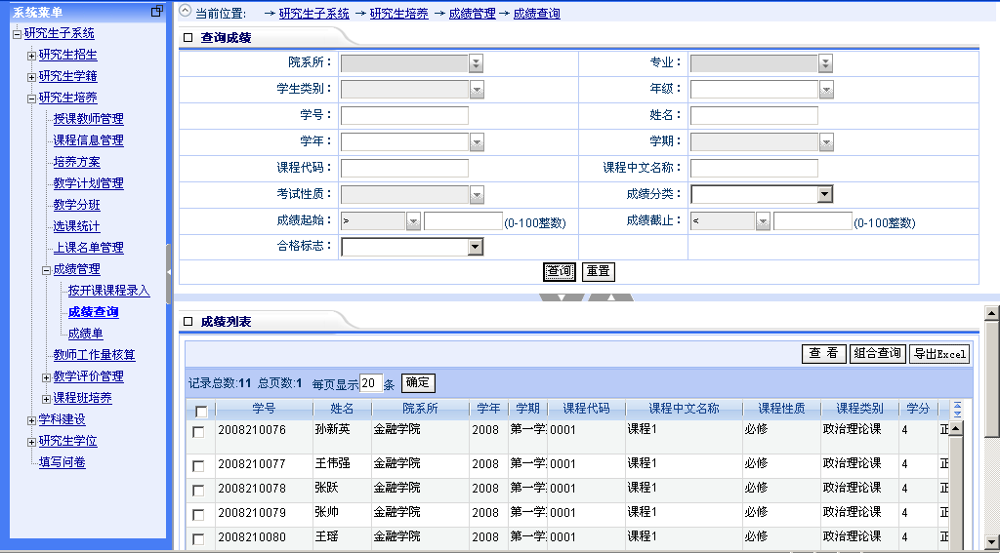 系统菜单
研究生子系统
研究生招生
研究生学籍
研究生培养
授课教师管理
课程信息管理
培养方案
教学计划管理
教学分班
选课统计
上课名单管理
成绩管理
按开课课程录入
成绩查询
成绩单
教师工作量核算
教学评价管理
课程班培养
学科建设
研究生学位
填写问卷
当前位置: →研究生子系统 →研究生培养 →成绩管理→成绩查询
查询成绩
院系所： 专业：
学生类别： 年级：
学号： 姓名：
学年： 学期：
课程代码： 课程中文名称：
考试性质： 成绩分类：
成绩起始： > (0-100整数) 成绩截止： < (0-100整数)
合格标志：
查询 重置
成绩列表
查 看 组合查询 导出Excel
记录总数:11 总页数:1 每页显示 20 条 确定
学号 姓名 院系所 学年 学期 课程代码 课程中文名称 课程性质 课程类别 学分
2008210076 孙新英 金融学院 2008 第一学 0001 课程1 必修 政治理论课 4 正
2008210077 王伟强 金融学院 2008 第一学 0001 课程1 必修 政治理论课 4 正
2008210078 张跃 金融学院 2008 第一学 0001 课程1 必修 政治理论课 4 正
2008210079 张帅 金融学院 2008 第一学 0001 课程1 必修 政治理论课 4 正
2008210080 王瑶 金融学院 2008 第一学 0001 课程1 必修 政治理论课 4 正